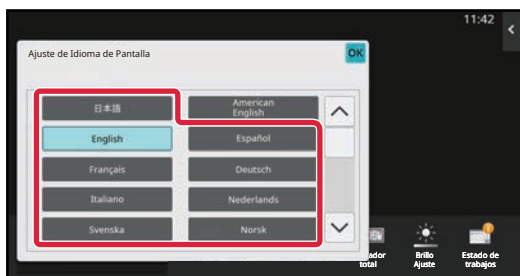 11:42
Ajuste de Idioma de Pantalla
OK
日本語
American
English
English
Español
Français
Deutsch
Italiano
Nederlands
Svenska
Norsk
total
Brillo
Ajuste
Estado de
trabajos